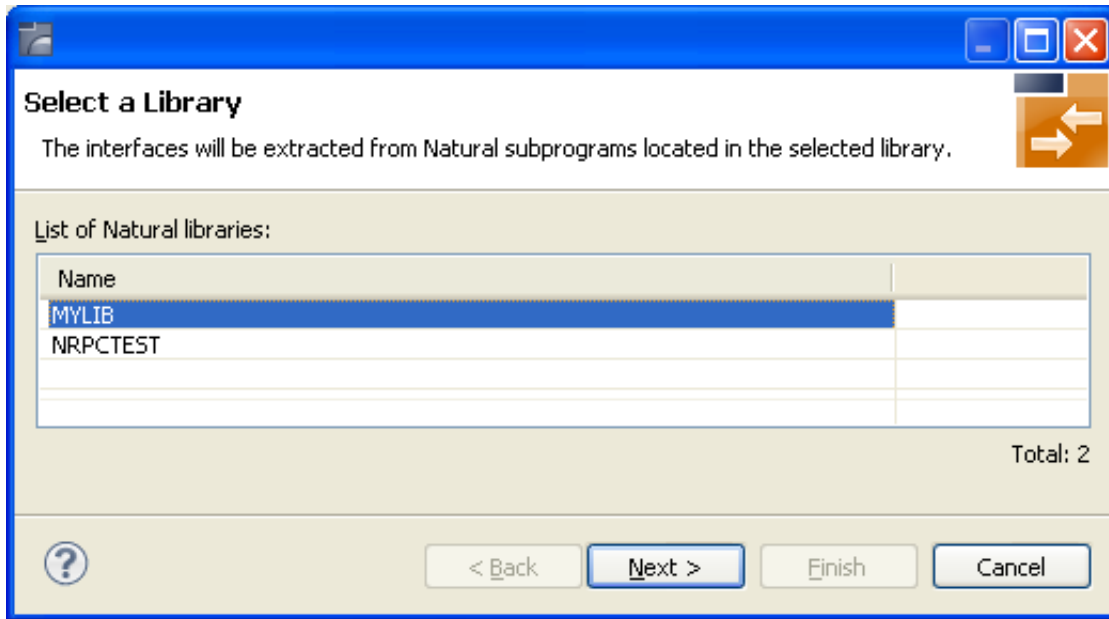 Select a Library
The interfaces will be extracted from Natural subprograms located in the selected library.
List of Natural libraries:
Name
MYLIB
NRPCTEST
Total: 2
?
< Back Next > Finish Cancel